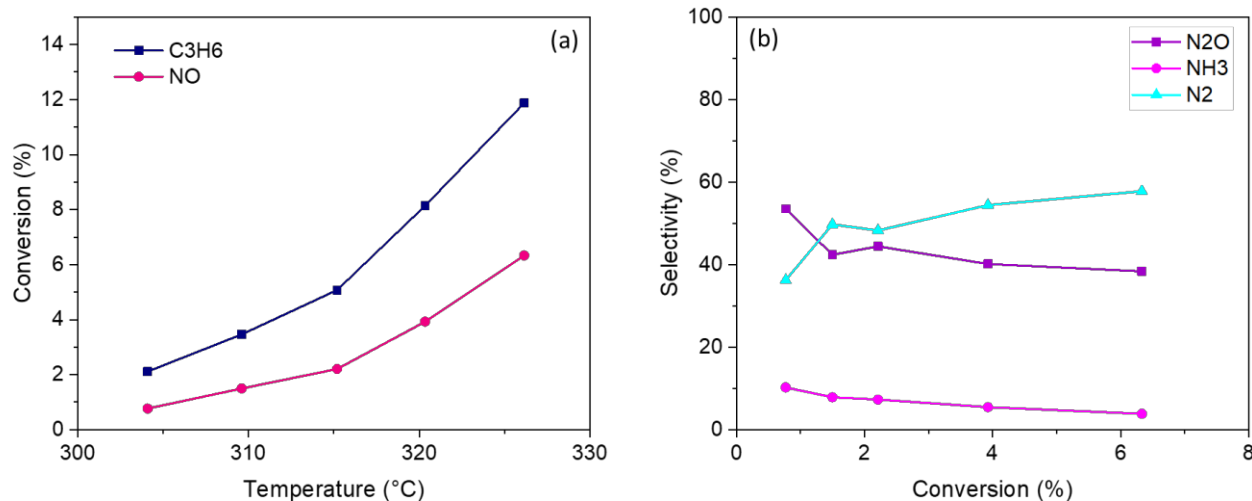 (a)
C3H6
NO
Conversion (%)
14
12
10
8
6
4
2
0
300
310
320
330
Temperature (°C)
(b)
N2O
NH3
N2
Selectivity (%)
100
80
60
40
20
0
0
2
4
6
8
Conversion (%)